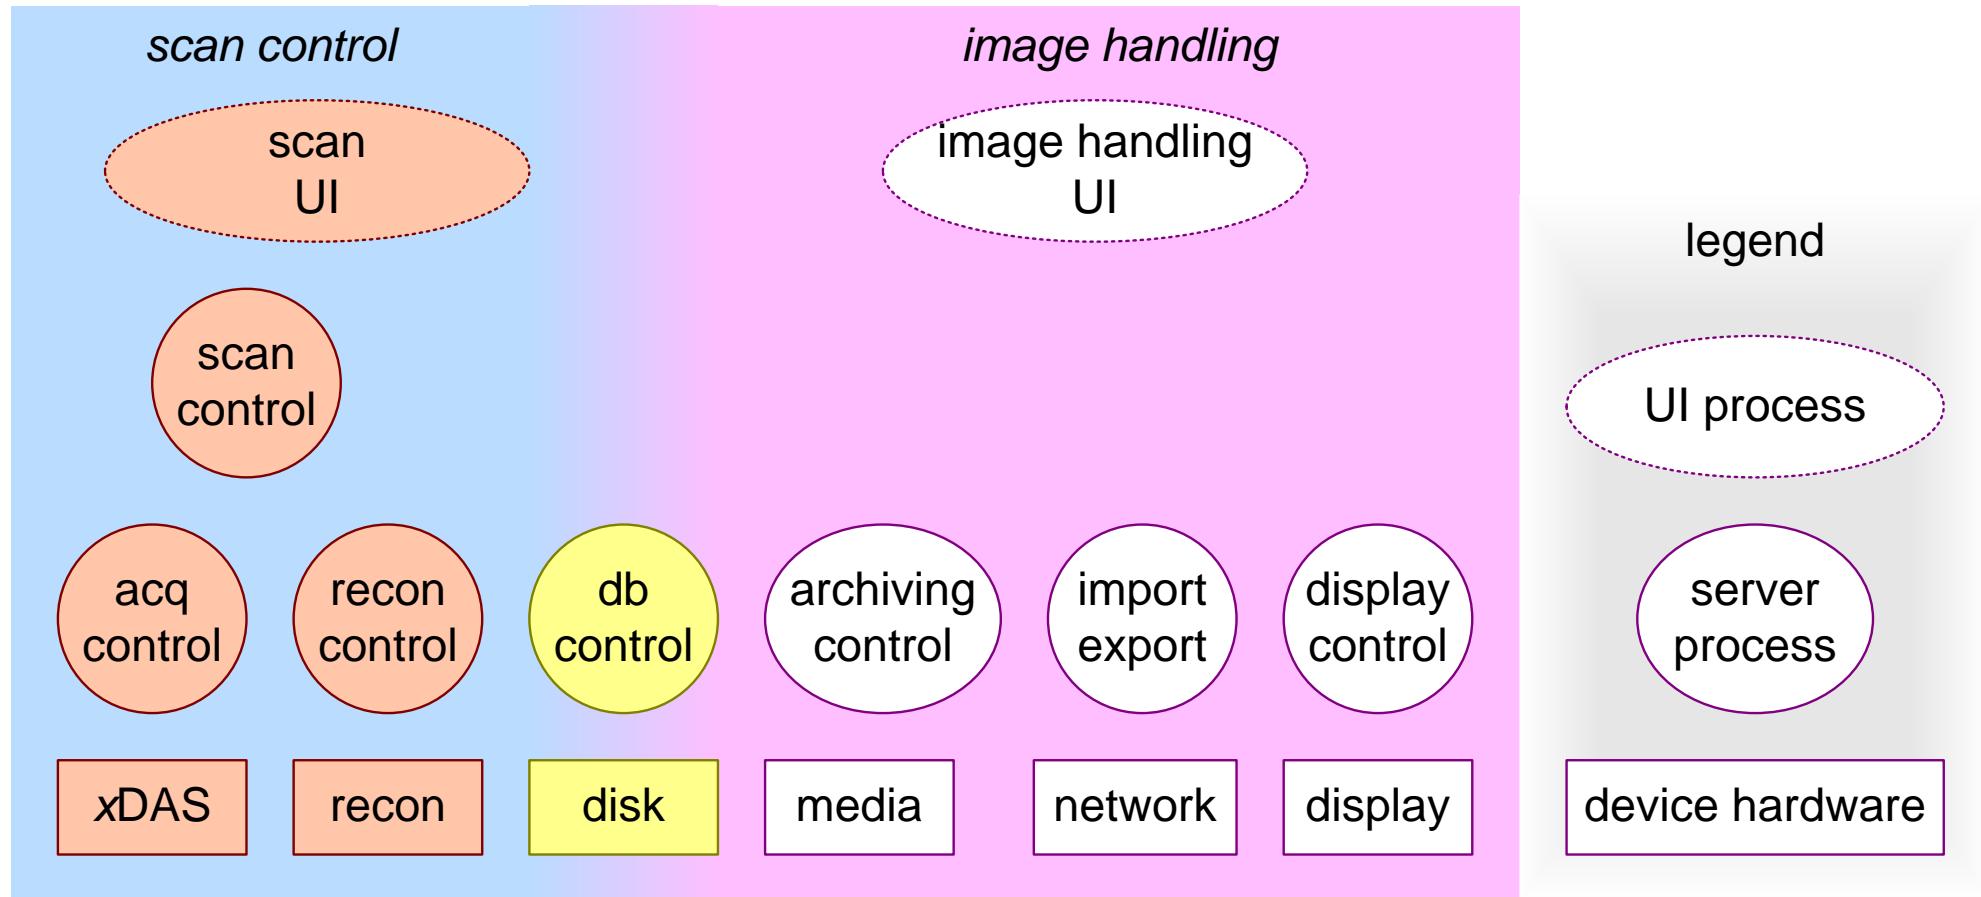 scan control
image handling
scan
UI
image handling
UI
legend
scan
control
UI process
acq
control
recon
control
db
control
archiving
control
import
export
display
control
server
process
xDAS
recon
disk
media
network
display
device hardware